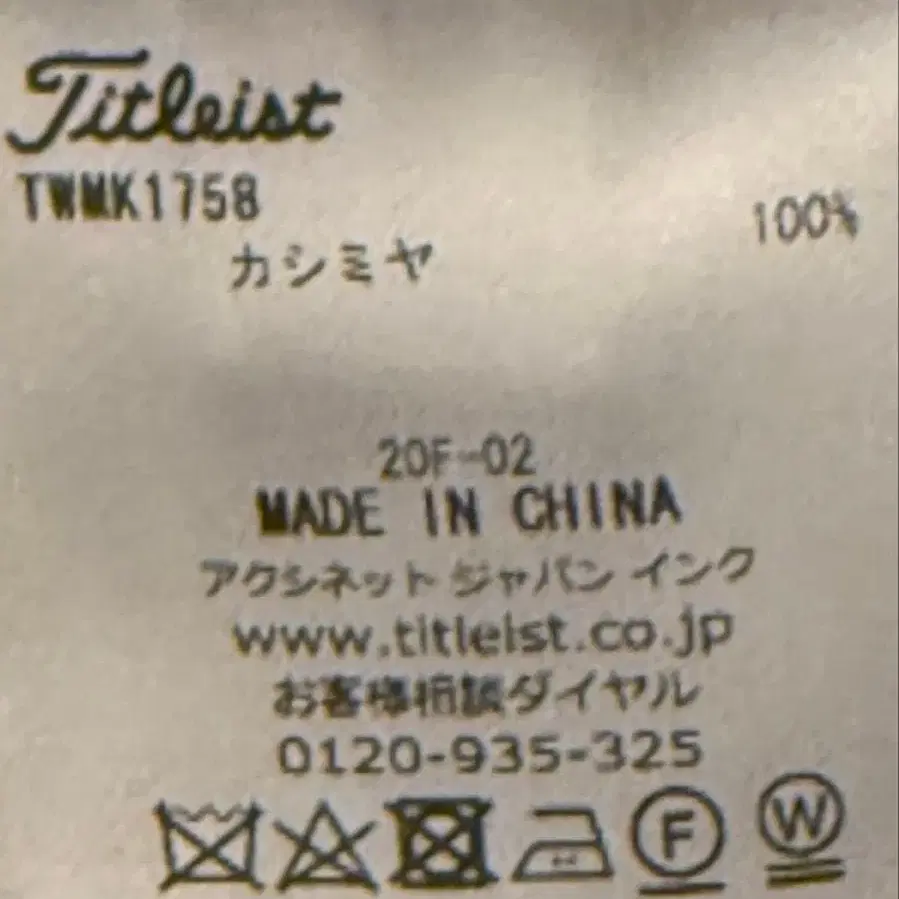 Titleist
TWMK1758
カシミヤ 100%
20F-02
MADE IN CHINA
アクシネット ジャパン インク
www.titleist.co.jp
お客様相談ダイヤル
0120-935-325
F W